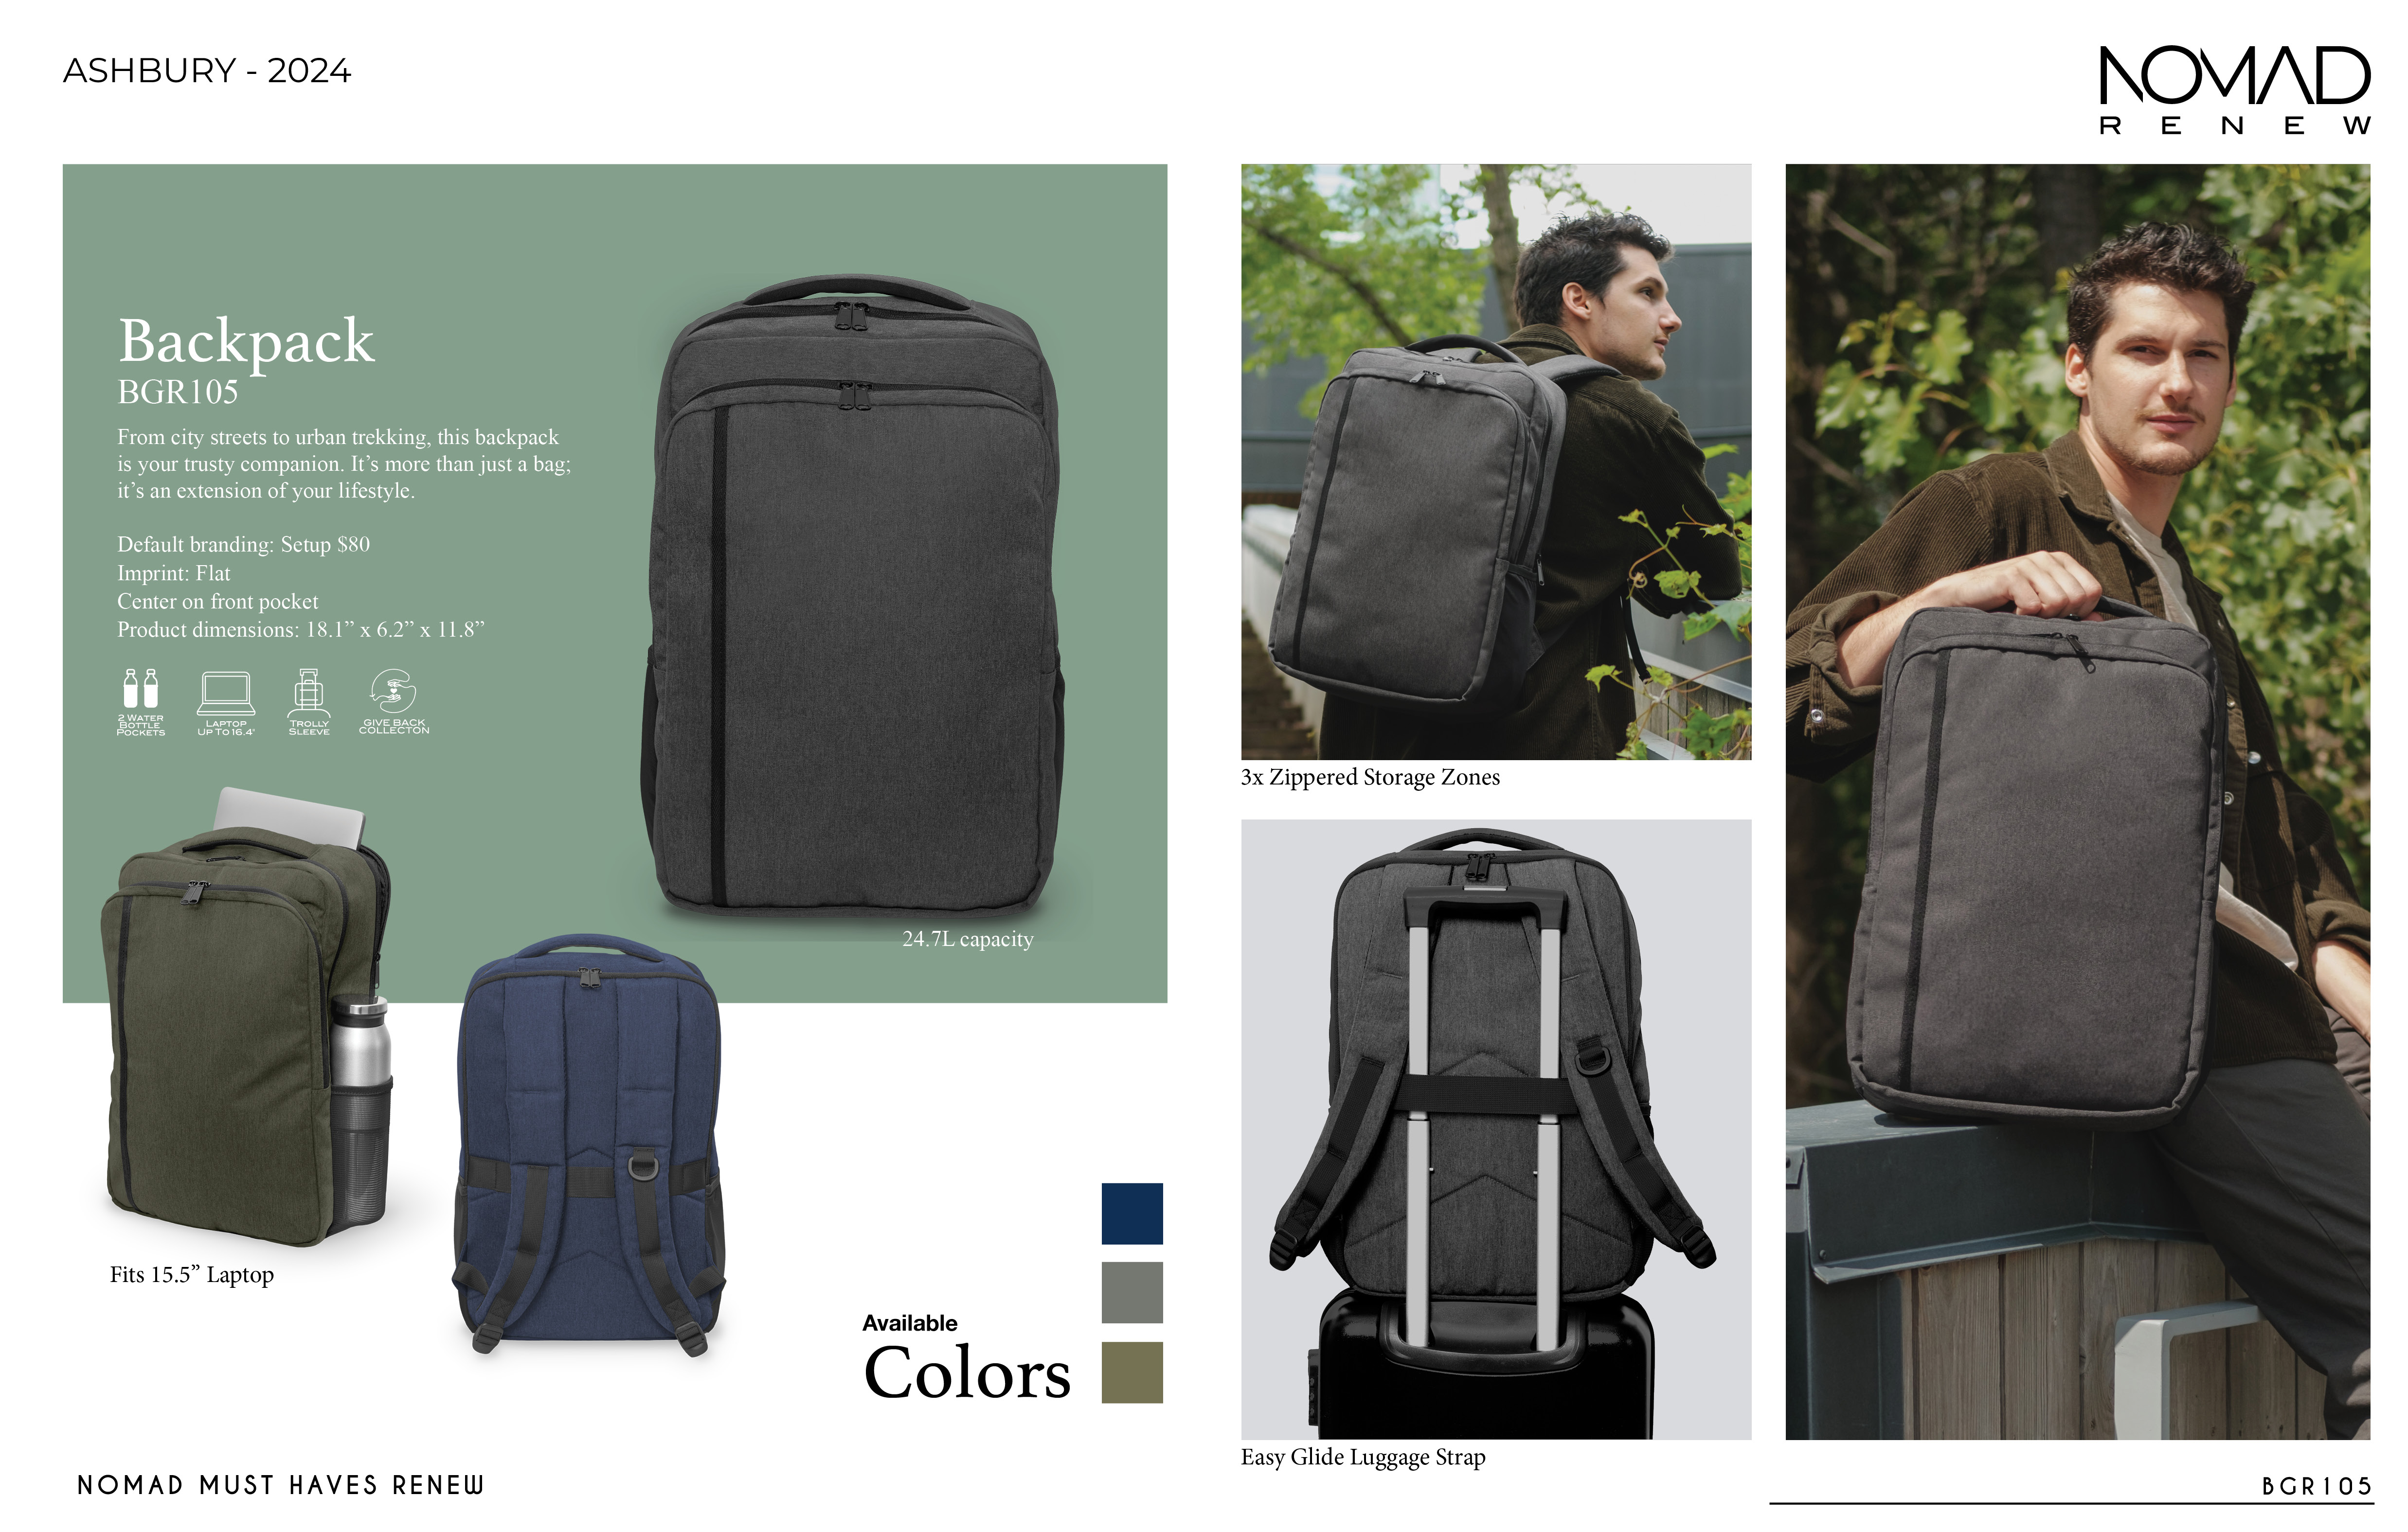 ASHBURY - 2024
NOMAD
RENEW
Backpack
BGR105
From city streets to urban trekking, this backpack
is your trusty companion. It’s more than just a bag;
it’s an extension of your lifestyle.
Default branding: Setup $80
Imprint: Flat
Center on front pocket
Product dimensions: 18.1” x 6.2” x 11.8”
2 WATER
BOTTLE
POCKETS
LAPTOP
UP TO 16.4"
TROLLY
SLEEVE
GIVE BACK
COLLECTON
24.7L capacity
Fits 15.5” Laptop
Available
Colors
3x Zippered Storage Zones
Easy Glide Luggage Strap
NOMAD MUST HAVES RENEW
BGR105